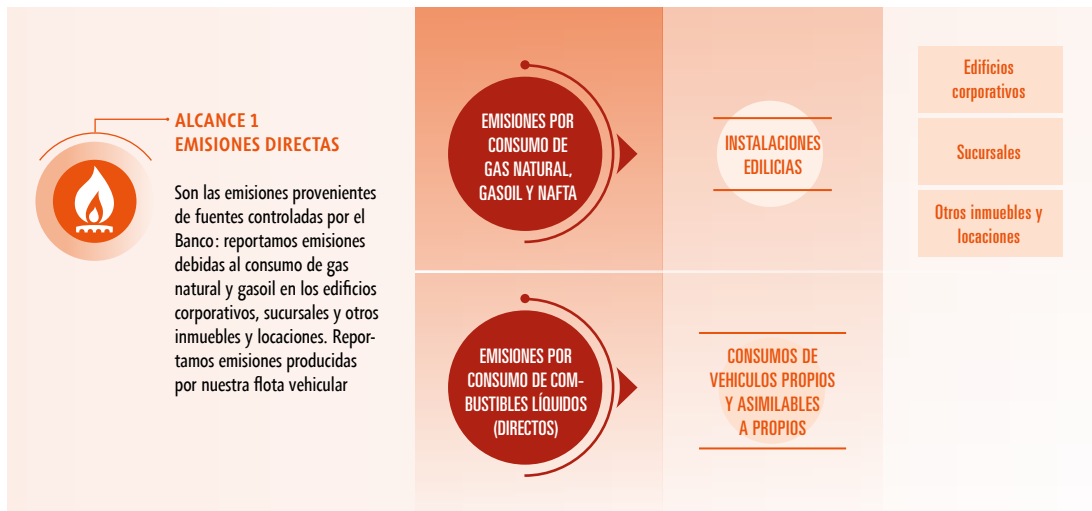 ALCANCE 1
EMISIONES DIRECTAS
Son las emisiones provenientes
de fuentes controladas por el
Banco: reportamos emisiones
debidas al consumo de gas
natural y gasoil en los edificios
corporativos, sucursales y otros
inmuebles y locaciones. Repor-
tamos emisiones producidas
por nuestra flota vehicular
EMISIONES POR
CONSUMO DE
GAS NATURAL,
GASOIL Y NAFTA
INSTALACIONES
EDILICIAS
Edificios
corporativos
Sucursales
Otros inmuebles y
locaciones
EMISIONES POR
CONSUMO DE COM-
BUSTIBLES LÍQUIDOS
(DIRECTOS)
CONSUMOS DE
VEHICULOS PROPIOS
Y ASIMILABLES
A PROPIOS